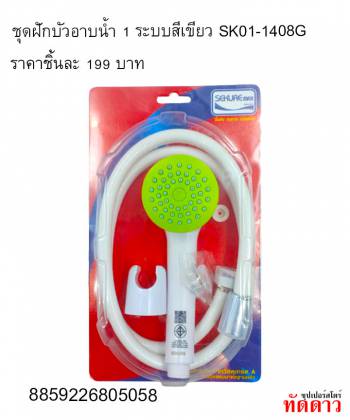 ชุดฝักบัวอาบน้ำ 1 ระบบสีเขียว SK01-1408G
ราคาชิ้นละ 199 บาท
SEKURE
8859226805058
ซุปเปอร์สโตร์
ทัดดาว